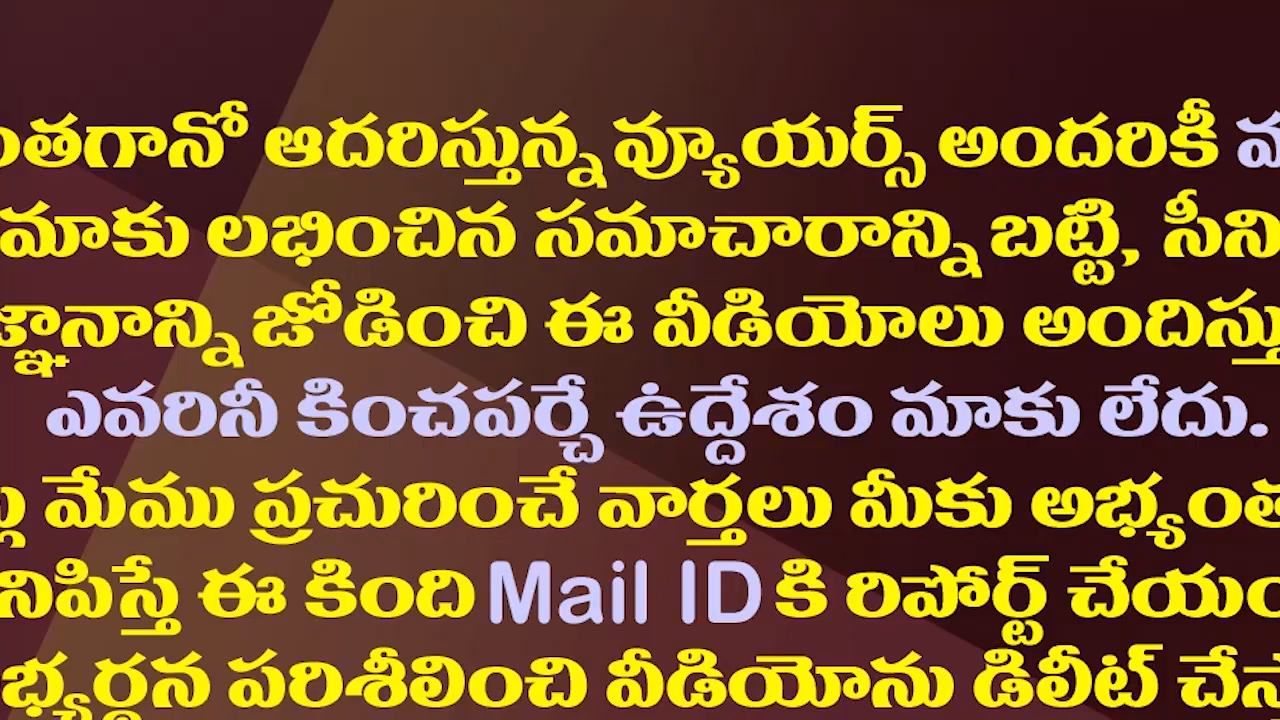 ఆదరిస్తున్న వ్యూయర్స్ అందరికీ
మాకు లభించిన సమాచారాన్ని బట్టి,
జోడించి ఈ వీడియోలు
ఎవరినీ కించపర్చే ఉద్దేశం మాకు లేదు.
మేము ప్రచురించే వార్తలు మీకు
ఈ కింది Mail ID కి రిపోర్ట్
పరిశీలించి వీడియోను డిలీట్